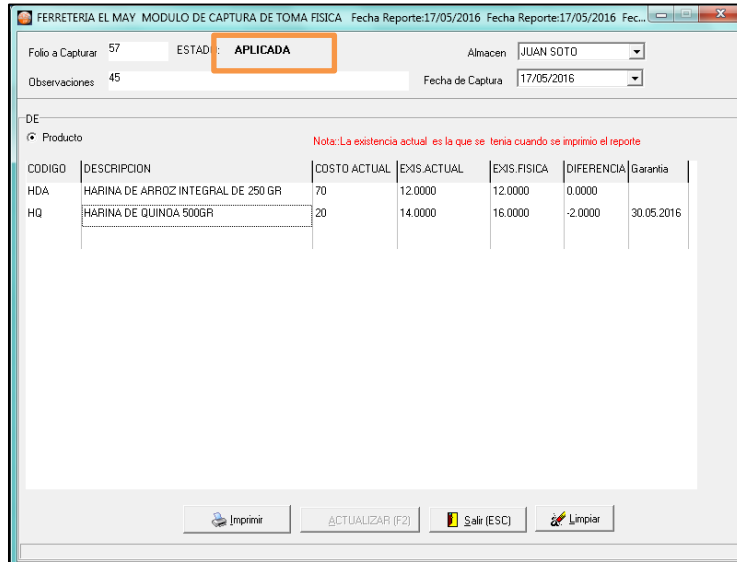 FERRETERIA EL MAY MODULO DE CAPTURA DE TOMA FISICA Fecha Reporte:17/05/2016 Fecha Reporte:17/05/2016 Fec...
Folio a Capturar 57 ESTADO: APLICADA Almacen JUAN SOTO
Observaciones 45 Fecha de Captura 17/05/2016
DE
Producto Nota::La existencia actual es la que se tenia cuando se imprimio el reporte
CODIGO DESCRIPCION COSTO ACTUAL EXIS.ACTUAL EXIS.FISICA DIFERENCIA Garantia
HDA HARINA DE ARROZ INTEGRAL DE 250 GR 70 12.0000 12.0000 0.0000
HQ HARINA DE QUINOA 500GR 20 14.0000 16.0000 -2.0000 30.05.2016
Imprimir ACTUALIZAR (F2) Salir (ESC) Limpiar